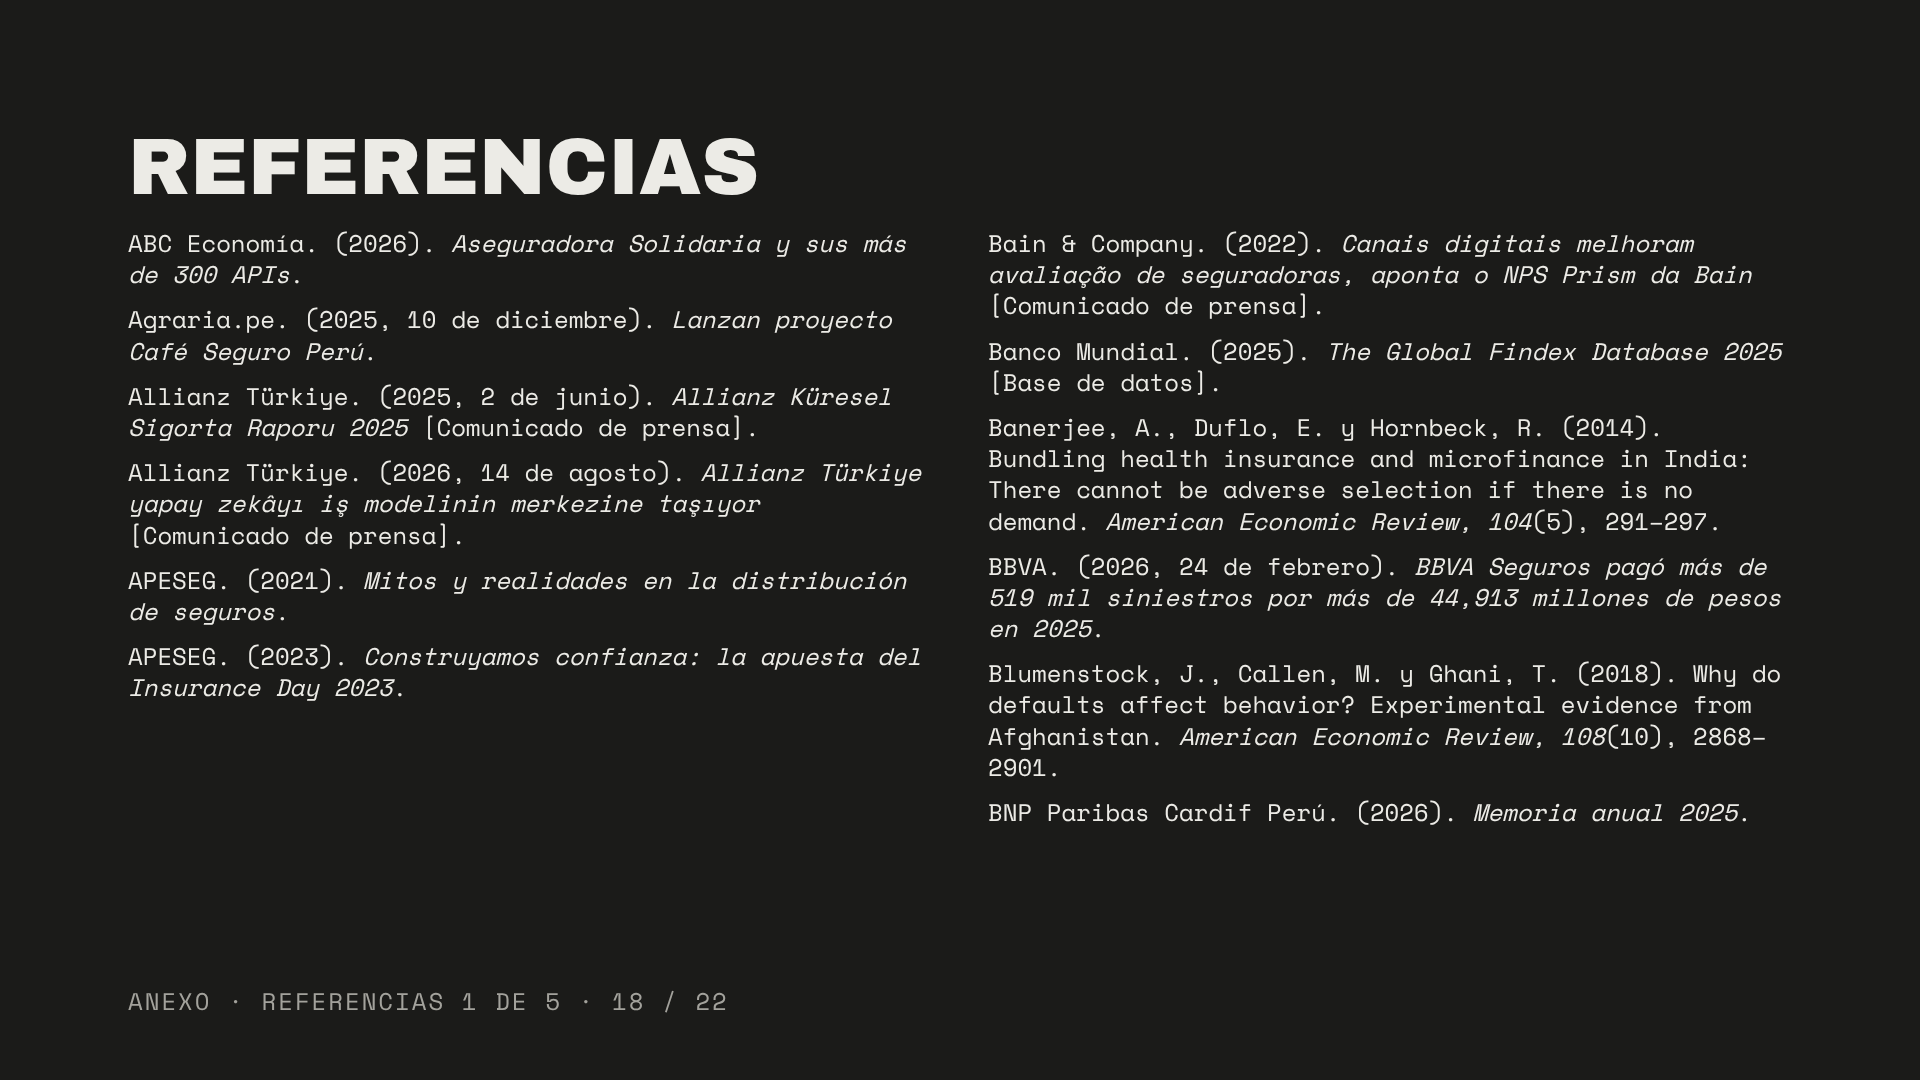 REFERENCIAS
ABC Economía. (2026). Aseguradora Solidaria y sus más
de 300 APIs.
Agraria.pe. (2025, 10 de diciembre). Lanzan proyecto
Café Seguro Perú.
Allianz Türkiye. (2025, 2 de junio). Allianz Küresel
Sigorta Raporu 2025 [Comunicado de prensa].
Allianz Türkiye. (2026, 14 de agosto). Allianz Türkiye
yapay zekâyı iş modelinin merkezine taşıyor
[Comunicado de prensa].
APESEG. (2021). Mitos y realidades en la distribución
de seguros.
APESEG. (2023). Construyamos confianza: la apuesta del
Insurance Day 2023.
Bain & Company. (2022). Canais digitais melhoram
avaliação de seguradoras, aponta o NPS Prism da Bain
[Comunicado de prensa].
Banco Mundial. (2025). The Global Findex Database 2025
[Base de datos].
Banerjee, A., Duflo, E. y Hornbeck, R. (2014).
Bundling health insurance and microfinance in India:
There cannot be adverse selection if there is no
demand. American Economic Review, 104(5), 291–297.
BBVA. (2026, 24 de febrero). BBVA Seguros pagó más de
519 mil siniestros por más de 44,913 millones de pesos
en 2025.
Blumenstock, J., Callen, M. y Ghani, T. (2018). Why do
defaults affect behavior? Experimental evidence from
Afghanistan. American Economic Review, 108(10), 2868–
2901.
BNP Paribas Cardif Perú. (2026). Memoria anual 2025.
ANEXO · REFERENCIAS 1 DE 5 · 18 / 22